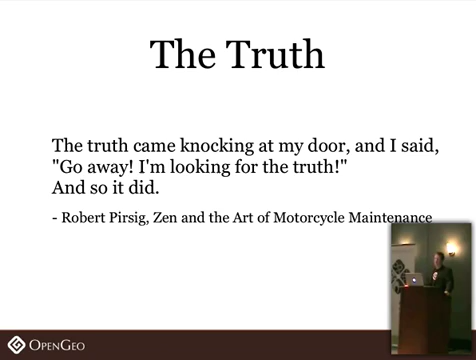 The Truth
The truth came knocking at my door, and I said,
"Go away! I'm looking for the truth!"
And so it did.
- Robert Pirsig, Zen and the Art of Motorcycle Maintenance
OPENGEO